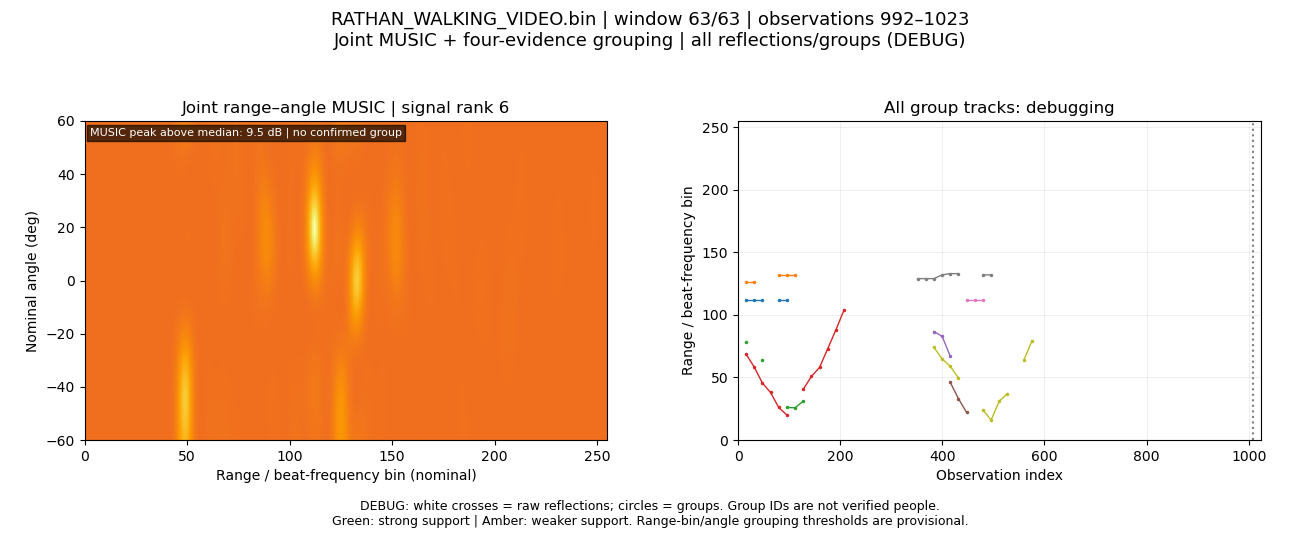 RATHAN_WALKING_VIDEO.bin | window 63/63 | observations 992–1023
Joint MUSIC + four-evidence grouping | all reflections/groups (DEBUG)
Joint range–angle MUSIC | signal rank 6
MUSIC peak above median: 9.5 dB | no confirmed group
60
40
20
0
−20
−40
−60
Nominal angle (deg)
0
50
100
150
200
250
Range / beat-frequency bin (nominal)
All group tracks: debugging
250
200
150
100
50
0
Range / beat-frequency bin
0
200
400
600
800
1000
Observation index
DEBUG: white crosses = raw reflections; circles = groups. Group IDs are not verified people.
Green: strong support | Amber: weaker support. Range-bin/angle grouping thresholds are provisional.